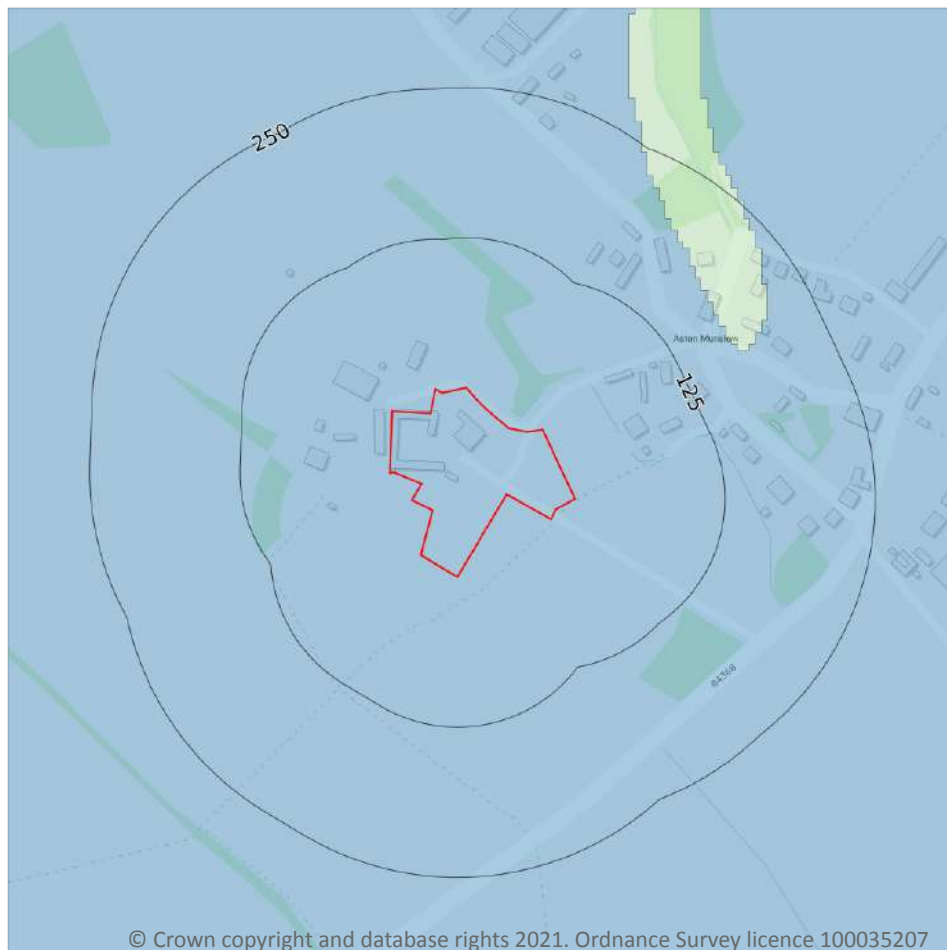 250
Aston Munslow
125
B4368
© Crown copyright and database rights 2021. Ordnance Survey licence 100035207